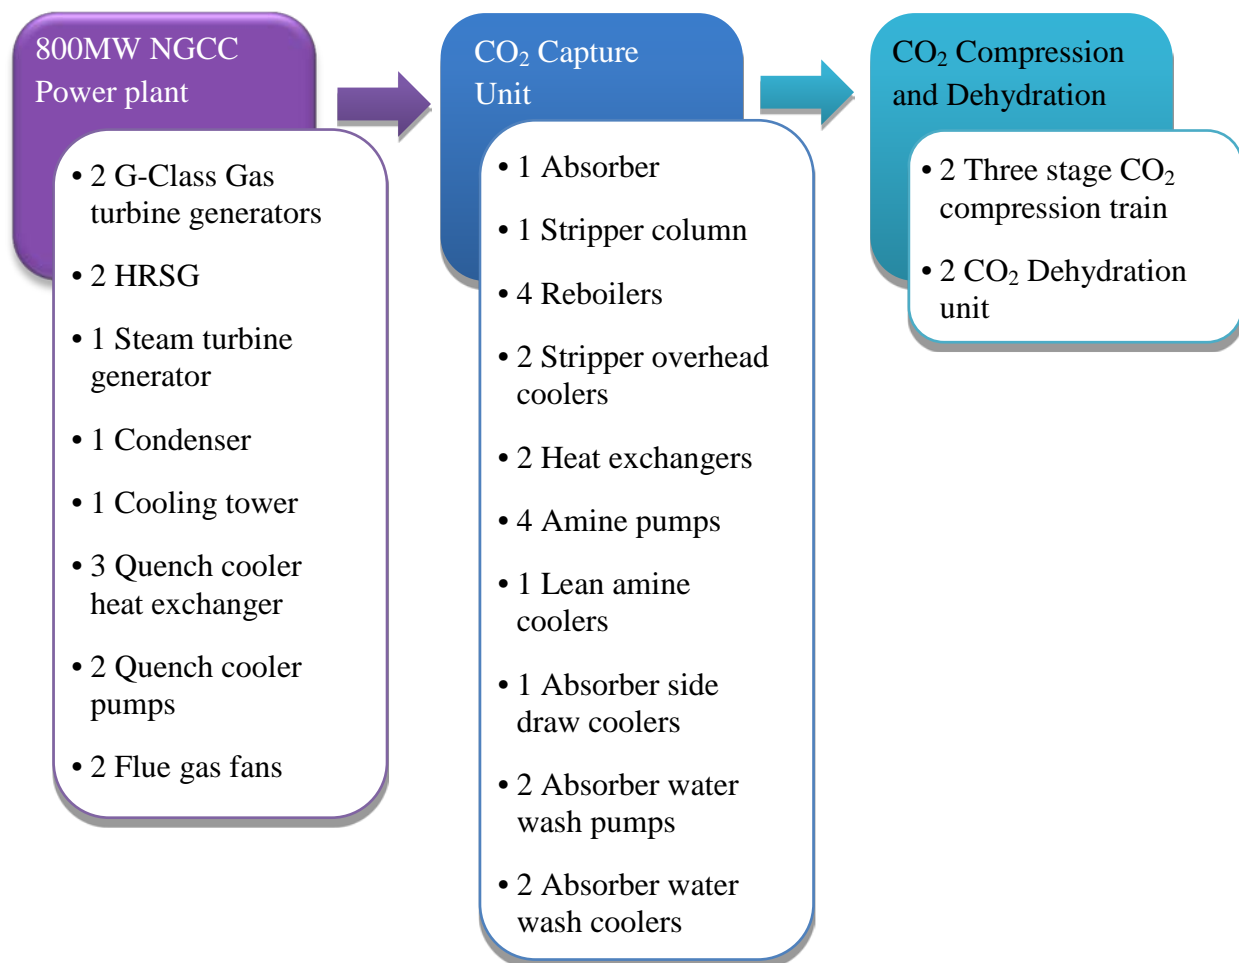 800MW NGCC
Power plant
• 2 G-Class Gas
turbine generators
• 2 HRSG
• 1 Steam turbine
generator
• 1 Condenser
• 1 Cooling tower
• 3 Quench cooler
heat exchanger
• 2 Quench cooler
pumps
• 2 Flue gas fans
CO₂ Capture
Unit
• 1 Absorber
• 1 Stripper column
• 4 Reboilers
• 2 Stripper overhead
coolers
• 2 Heat exchangers
• 4 Amine pumps
• 1 Lean amine
coolers
• 1 Absorber side
draw coolers
• 2 Absorber water
wash pumps
• 2 Absorber water
wash coolers
CO₂ Compression
and Dehydration
• 2 Three stage CO₂
compression train
• 2 CO₂ Dehydration
unit